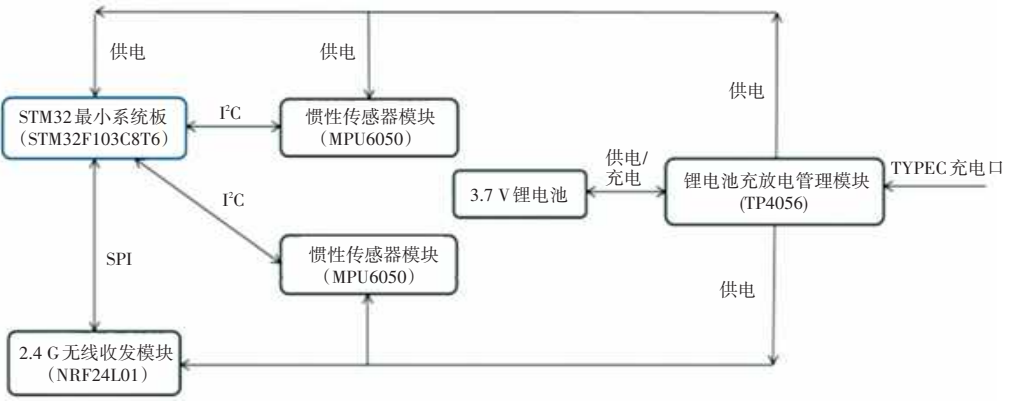 供电
供电
供电
STM32最小系统板
（STM32F103C8T6）
I²C
惯性传感器模块
（MPU6050）
供电/
充电
3.7 V锂电池
锂电池充放电管理模块
(TP4056)
TYPEC充电口
I²C
惯性传感器模块
（MPU6050）
SPI
供电
2.4 G无线收发模块
（NRF24L01）